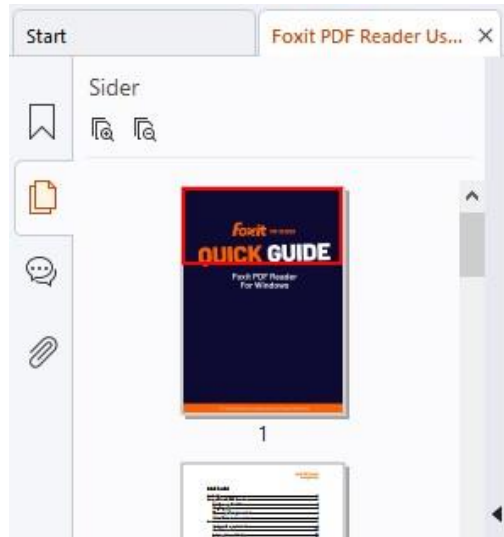 Start
Foxit PDF Reader Us...
Sider
Foxit
QUICK GUIDE
Foxit PDF Reader
For Windows
1